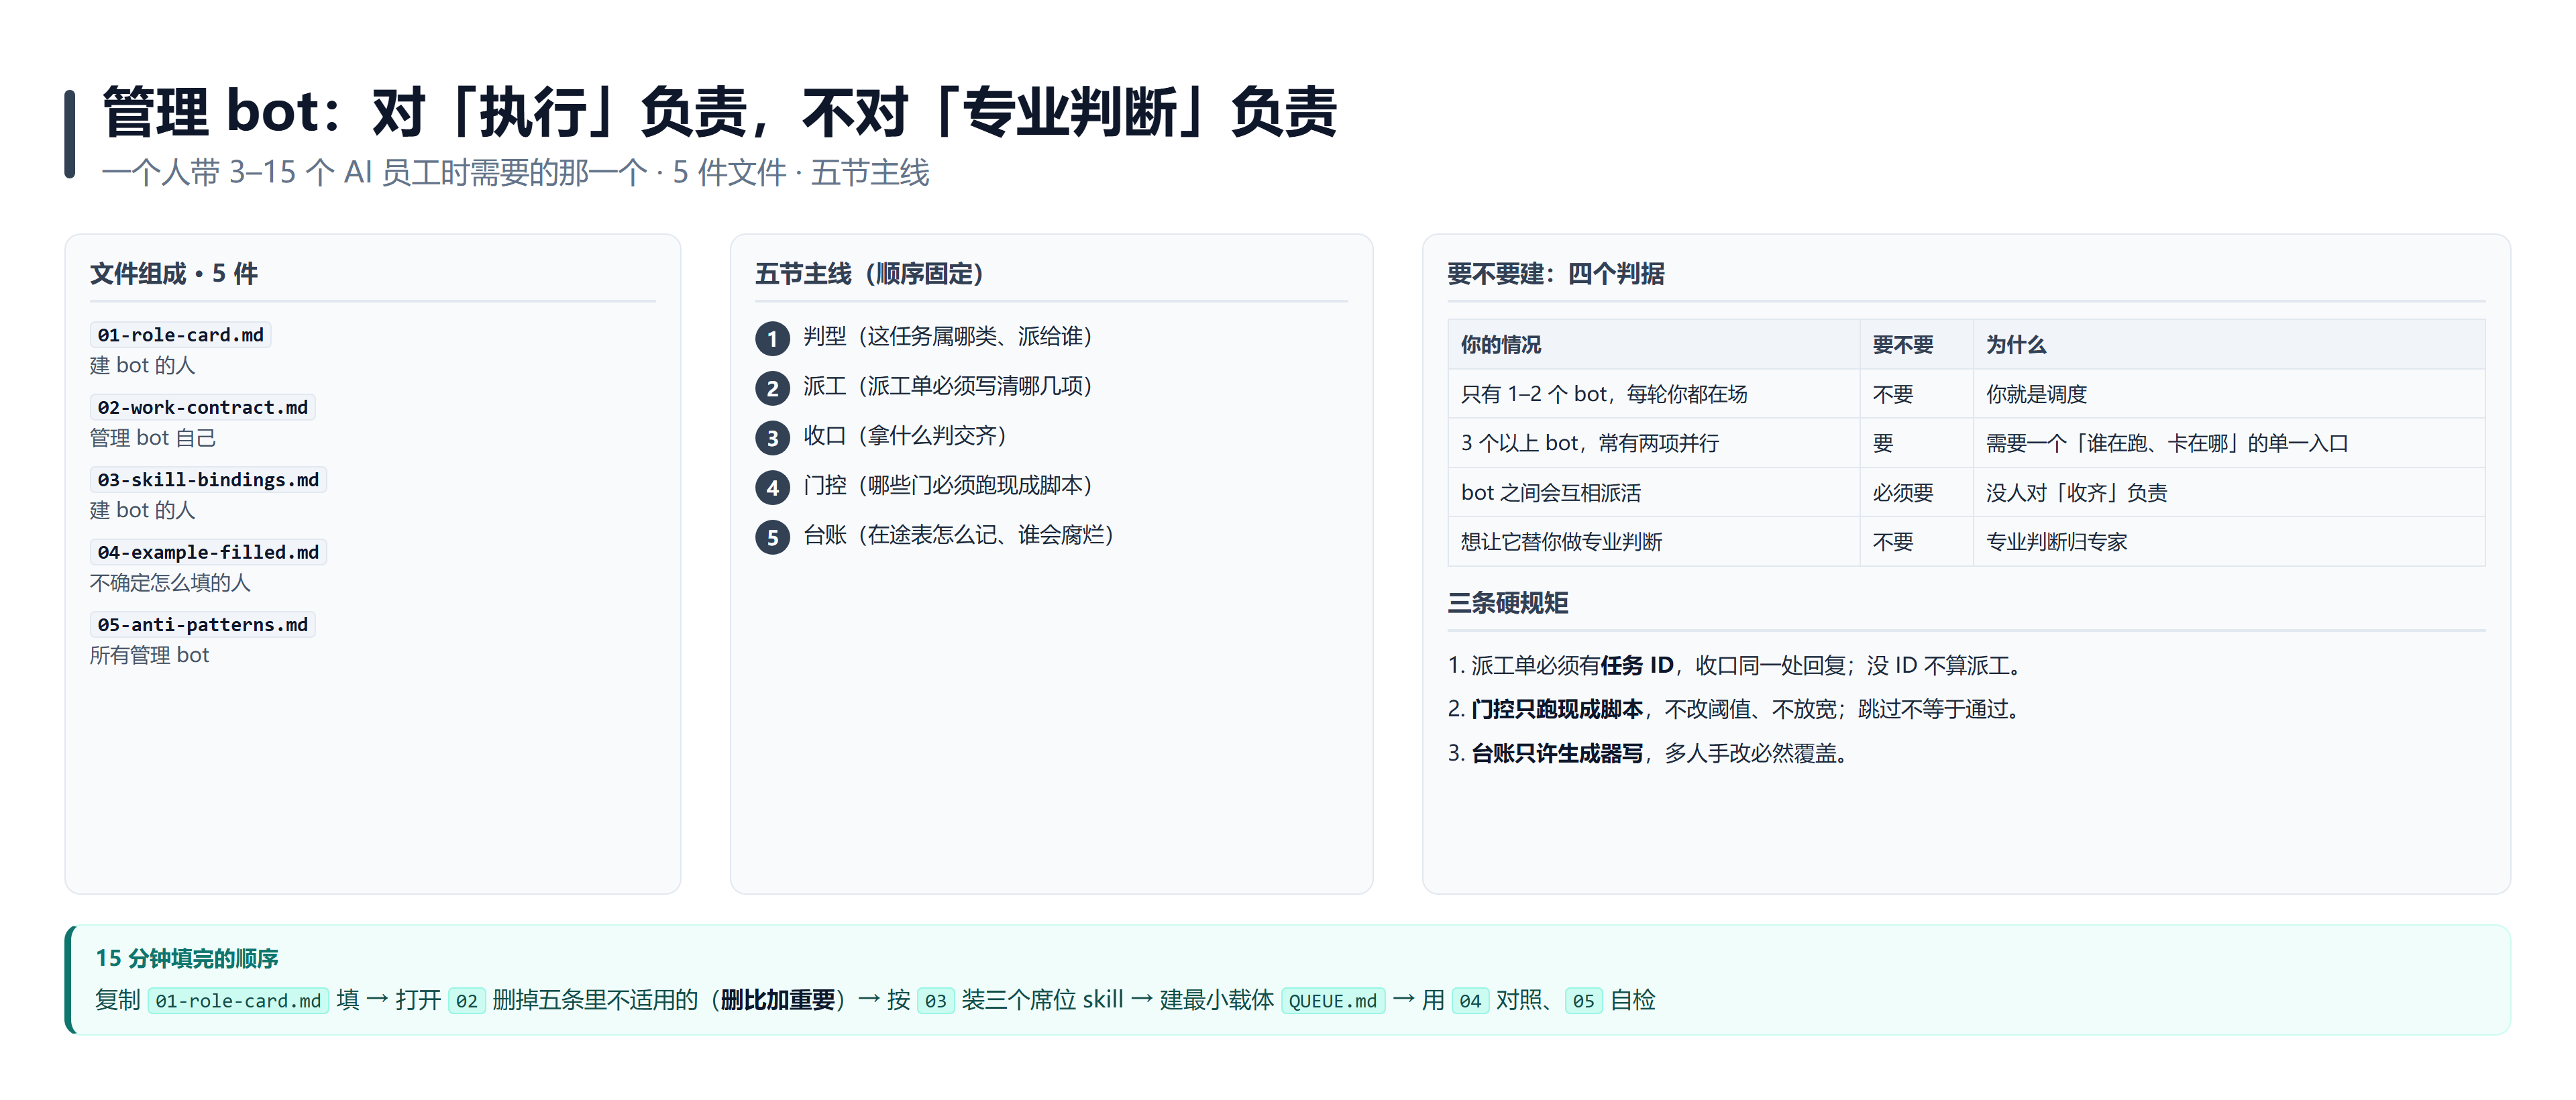 管理 bot：对「执行」负责，不对「专业判断」负责
一个人带 3–15 个 AI 员工时需要的那一个 · 5 件文件 · 五节主线
文件组成 · 5 件
01-role-card.md
建 bot 的人
02-work-contract.md
管理 bot 自己
03-skill-bindings.md
建 bot 的人
04-example-filled.md
不确定怎么填的人
05-anti-patterns.md
所有管理 bot
五节主线（顺序固定）
1 判型（这任务属哪类、派给谁）
2 派工（派工单必须写清哪几项）
3 收口（拿什么判交齐）
4 门控（哪些门必须跑现成脚本）
5 台账（在途表怎么记、谁会腐烂）
要不要建：四个判据
你的情况 要不要 为什么
只有 1–2 个 bot，每轮你都在场 不要 你就是调度
3 个以上 bot，常有两项并行 要 需要一个「谁在跑、卡在哪」的单一入口
bot 之间会互相派活 必须要 没人对「收齐」负责
想让它替你做专业判断 不要 专业判断归专家
三条硬规矩
1. 派工单必须有任务 ID，收口同一处回复；没 ID 不算派工。
2. 门控只跑现成脚本，不改阈值、不放宽；跳过不等于通过。
3. 台账只许生成器写，多人手改必然覆盖。
15 分钟填完的顺序
复制 01-role-card.md 填 → 打开 02 删掉五条里不适用的（删比加重要）→ 按 03 装三个席位 skill → 建最小载体 QUEUE.md → 用 04 对照、05 自检